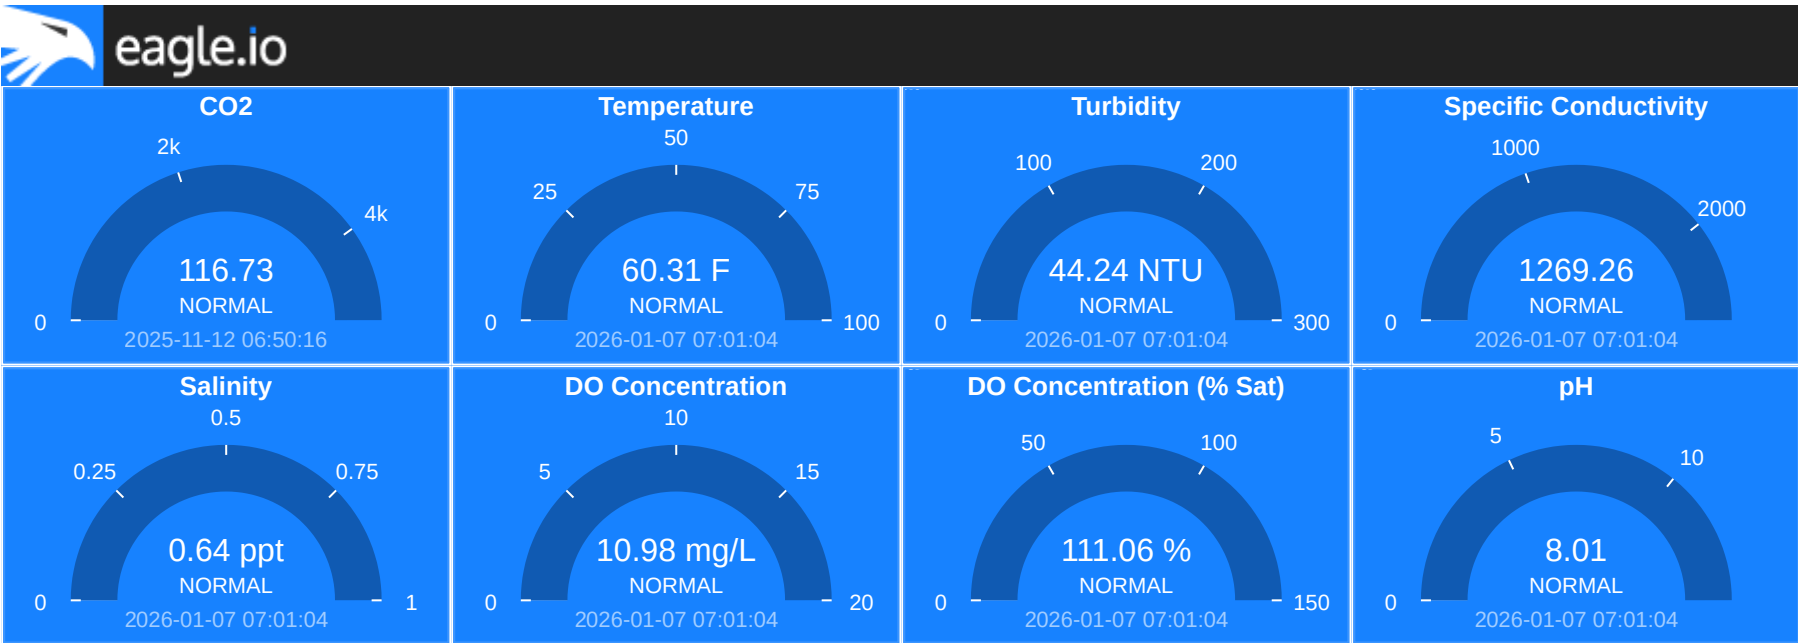 eagle.io
CO2
2k
4k
0
116.73
NORMAL
2025-11-12 06:50:16
Temperature
50
25
75
0
100
60.31 F
NORMAL
2026-01-07 07:01:04
Turbidity
100
200
0
300
44.24 NTU
NORMAL
2026-01-07 07:01:04
Specific Conductivity
1000
2000
0
1269.26
NORMAL
2026-01-07 07:01:04
Salinity
0.5
0.25
0.75
0
1
0.64 ppt
NORMAL
2026-01-07 07:01:04
DO Concentration
10
5
15
0
20
10.98 mg/L
NORMAL
2026-01-07 07:01:04
DO Concentration (% Sat)
50
100
0
150
111.06 %
NORMAL
2026-01-07 07:01:04
pH
5
10
0
8.01
NORMAL
2026-01-07 07:01:04